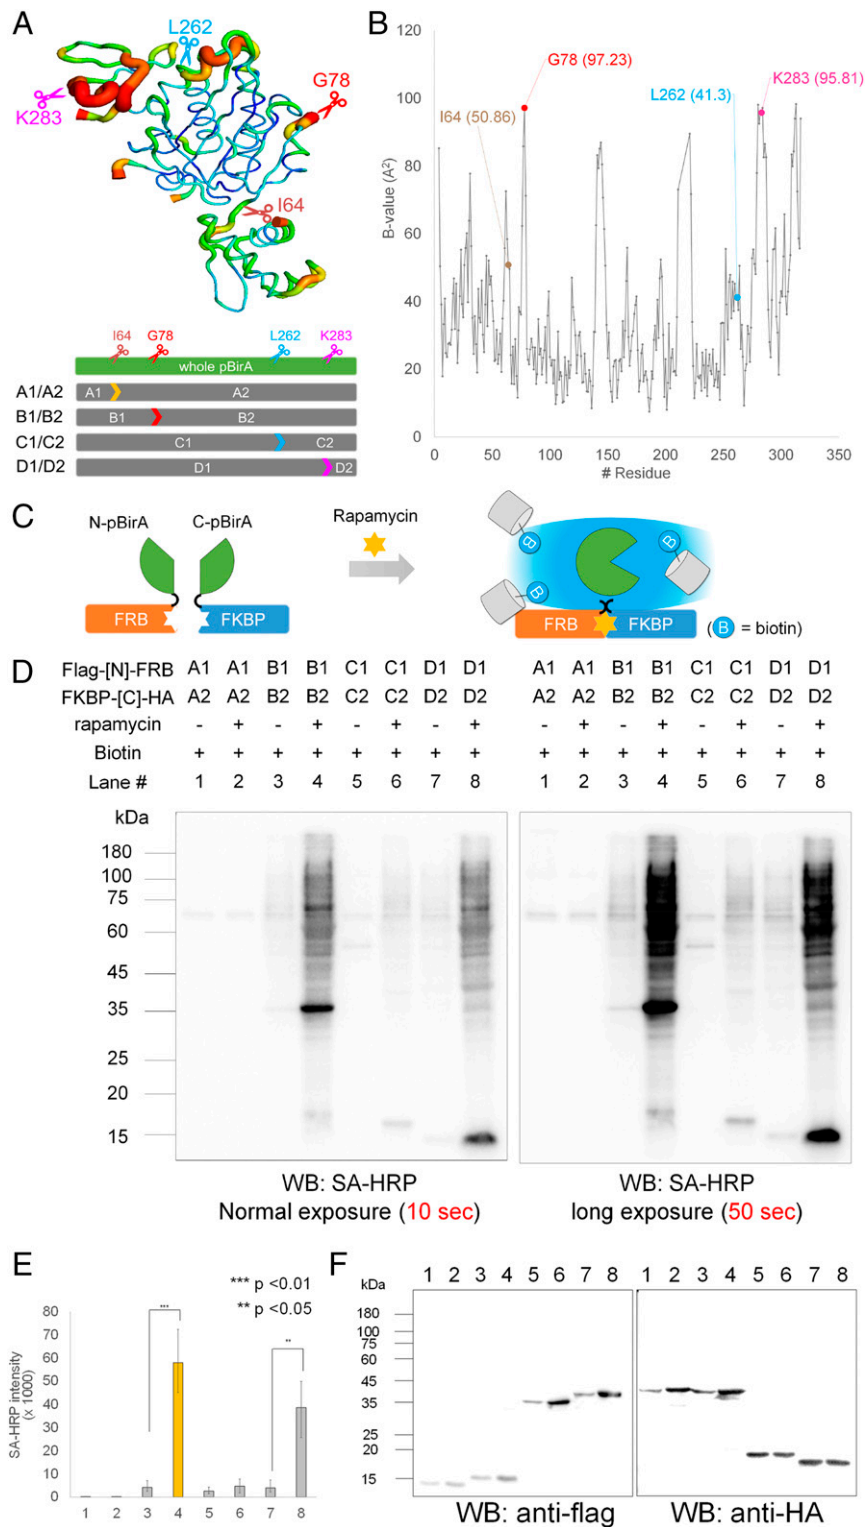 A
L262
G78
K283
I64
I64 G78 L262 K283
whole pBirA
A1/A2 A1 A2
B1/B2 B1 B2
C1/C2 C1 C2
D1/D2 D1 D2
B
120
100
80
60
40
20
0
B-value (A²)
G78 (97.23)
K283 (95.81)
L262 (41.3)
I64 (50.86)
0 50 100 150 200 250 300 350
# Residue
C
N-pBirA C-pBirA
FRB FKBP
Rapamycin
B B B
FRB FKBP
(B = biotin)
D
Flag-[N]-FRB A1 A1 B1 B1 C1 C1 D1 D1 A1 A1 B1 B1 C1 C1 D1 D1
FKBP-[C]-HA A2 A2 B2 B2 C2 C2 D2 D2 A2 A2 B2 B2 C2 C2 D2 D2
rapamycin - + - + - + - + - + - + - + - +
Biotin + + + + + + + + + + + + + + + +
Lane # 1 2 3 4 5 6 7 8 1 2 3 4 5 6 7 8
kDa
180
100
75
60
45
35
25
20
15
WB: SA-HRP
Normal exposure (10 sec)
WB: SA-HRP
long exposure (50 sec)
E
*** p <0.01
** p <0.05
***
**
80
70
60
50
40
30
20
10
0
SA-HRP intensity
(x 1000)
1 2 3 4 5 6 7 8
F
1 2 3 4 5 6 7 8 1 2 3 4 5 6 7 8
kDa
180
100
75
60
45
35
25
20
15
WB: anti-flag WB: anti-HA